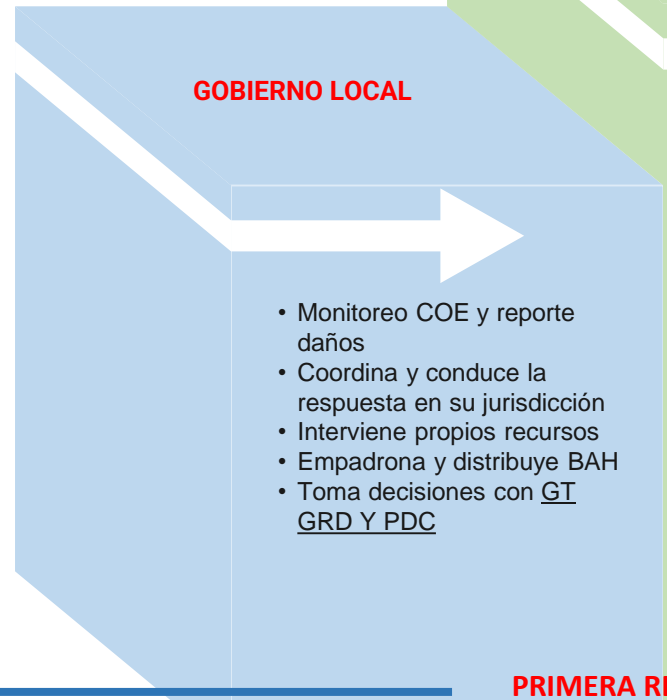 GOBIERNO LOCAL
• Monitoreo COE y reporte
daños
• Coordina y conduce la
respuesta en su jurisdicción
• Interviene propios recursos
• Empadrona y distribuye BAH
• Toma decisiones con GT
GRD Y PDC
PRIMERA